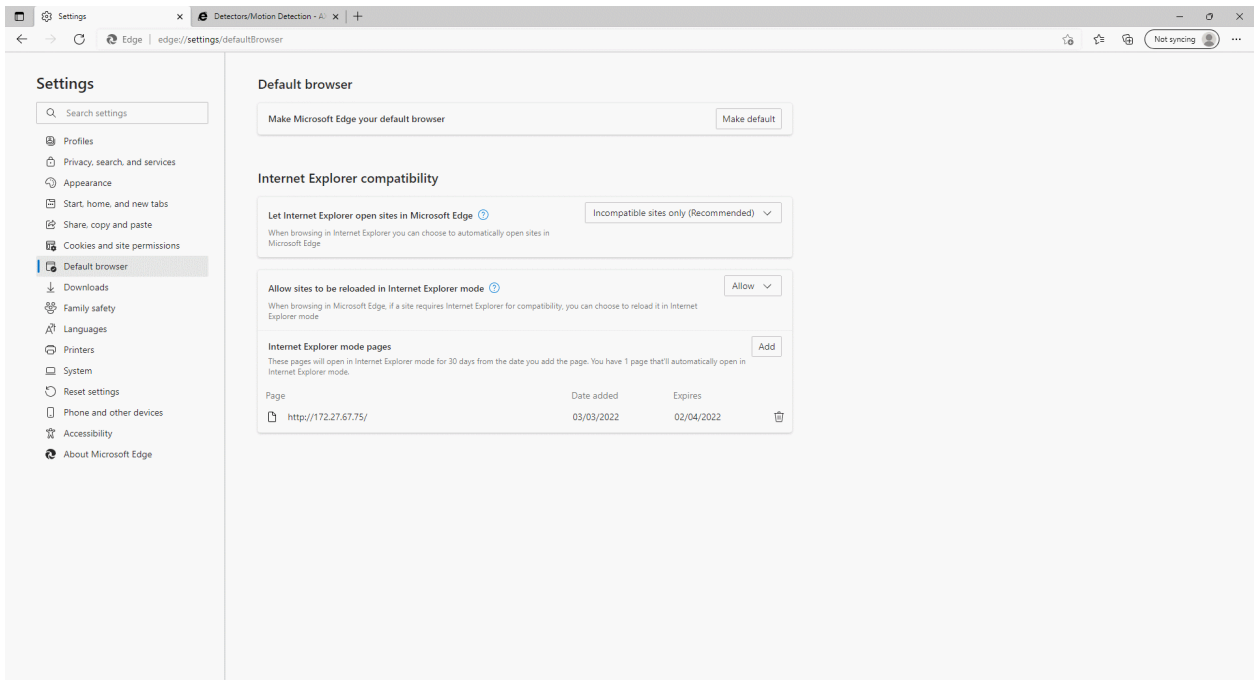 Settings
Detectors/Motion Detection - A
Edge
edge://settings/defaultBrowser
Not syncing
Settings
Search settings
Profiles
Privacy, search, and services
Appearance
Start, home, and new tabs
Share, copy and paste
Cookies and site permissions
Default browser
Downloads
Family safety
Languages
Printers
System
Reset settings
Phone and other devices
Accessibility
About Microsoft Edge
Default browser
Make Microsoft Edge your default browser
Make default
Internet Explorer compatibility
Let Internet Explorer open sites in Microsoft Edge
Incompatible sites only (Recommended)
When browsing in Internet Explorer you can choose to automatically open sites in
Microsoft Edge
Allow sites to be reloaded in Internet Explorer mode
Allow
When browsing in Microsoft Edge, if a site requires Internet Explorer for compatibility, you can choose to reload it in Internet
Explorer mode
Internet Explorer mode pages
Add
These pages will open in Internet Explorer mode for 30 days from the date you add the page. You have 1 page that'll automatically open in
Internet Explorer mode.
Page Date added Expires
http://172.27.67.75/ 03/03/2022 02/04/2022